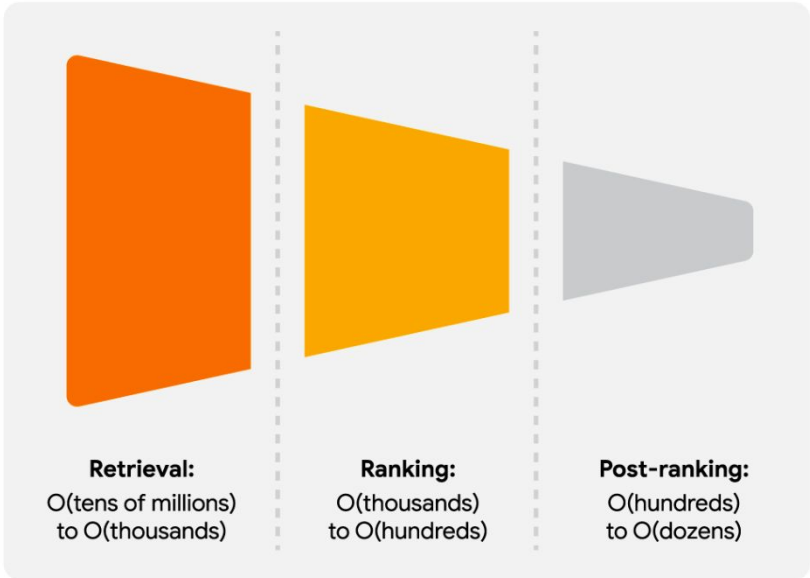 Retrieval:
O(tens of millions)
to O(thousands)
Ranking:
O(thousands)
to O(hundreds)
Post-ranking:
O(hundreds)
to O(dozens)